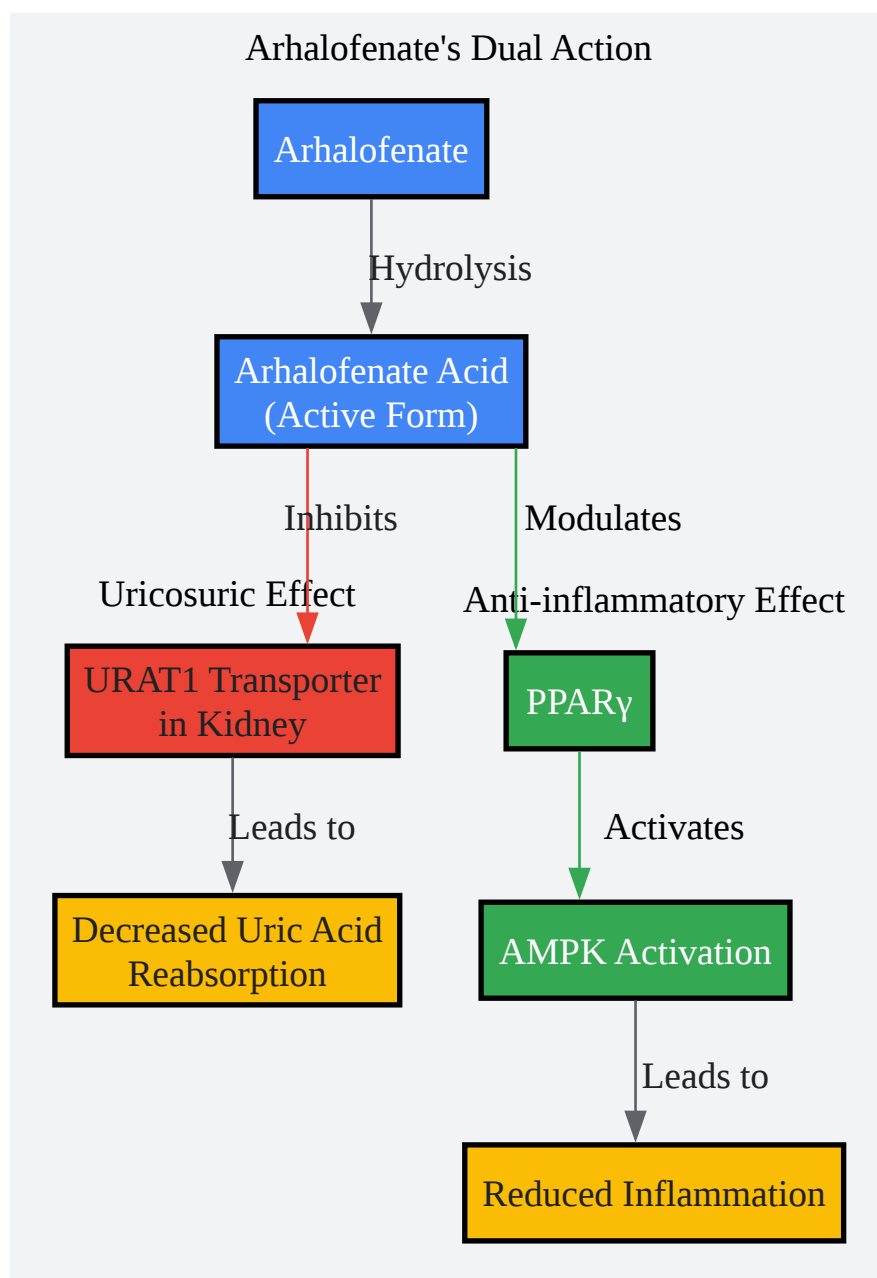 Arhalofenate's Dual Action
Arhalofenate
Hydrolysis
Arhalofenate Acid
(Active Form)
Inhibits
Modulates
Uricosuric Effect
Anti-inflammatory Effect
URAT1 Transporter
in Kidney
PPARγ
Leads to
Activates
Decreased Uric Acid
Reabsorption
AMPK Activation
Leads to
Reduced Inflammation